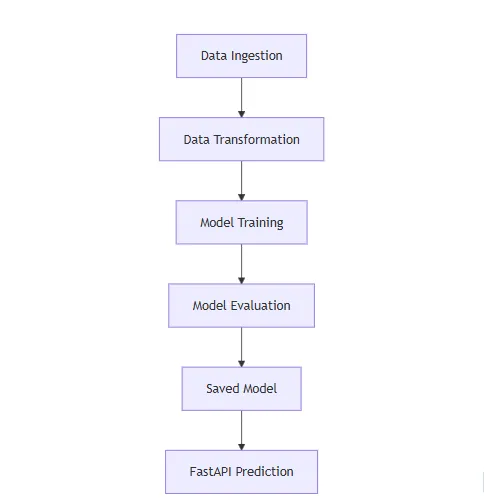 Data Ingestion
Data Transformation
Model Training
Model Evaluation
Saved Model
FastAPI Prediction